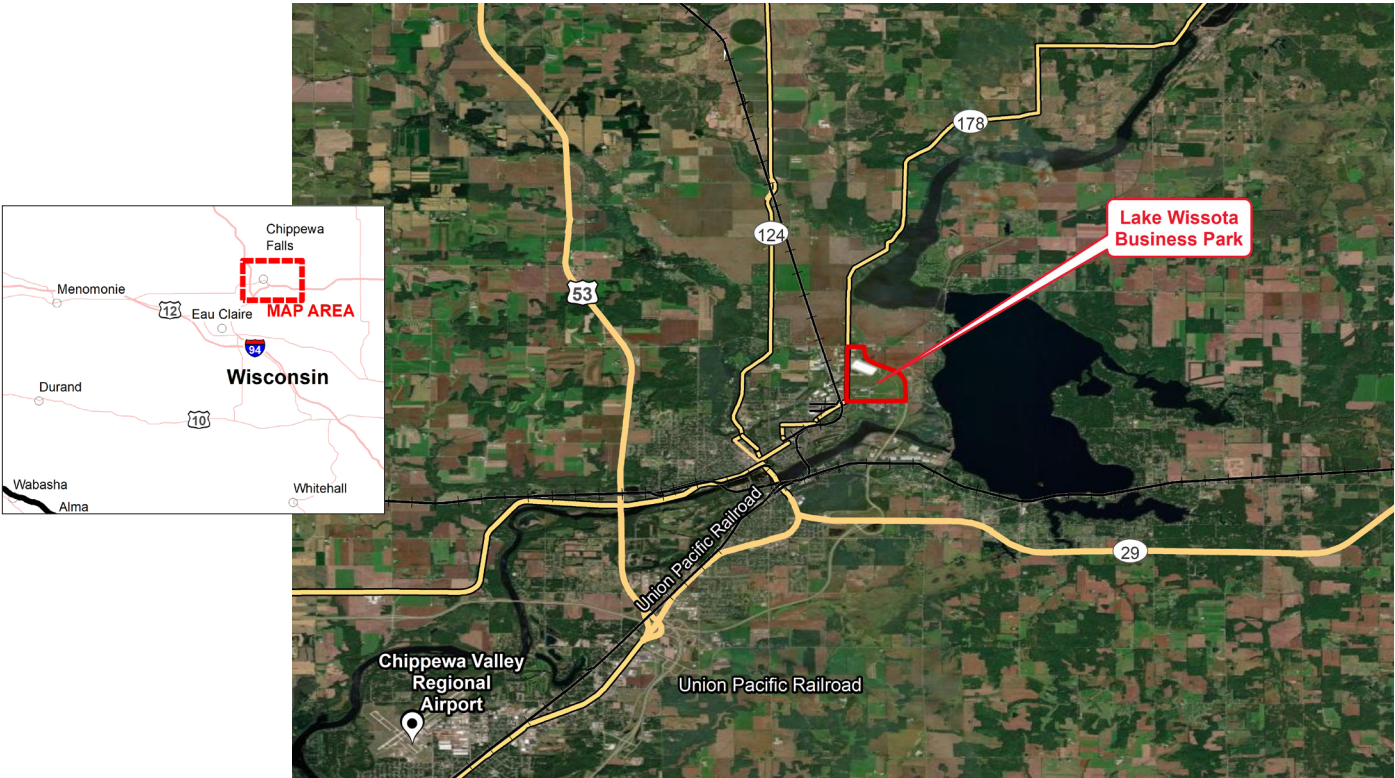 Chippewa
Falls
Menomonie
12
Eau Claire
MAP AREA
94
Wisconsin
Durand
10
Wabasha
Alma
Whitehall
178
Lake Wissota
Business Park
124
53
Union Pacific Railroad
29
Chippewa Valley
Regional
Airport
Union Pacific Railroad